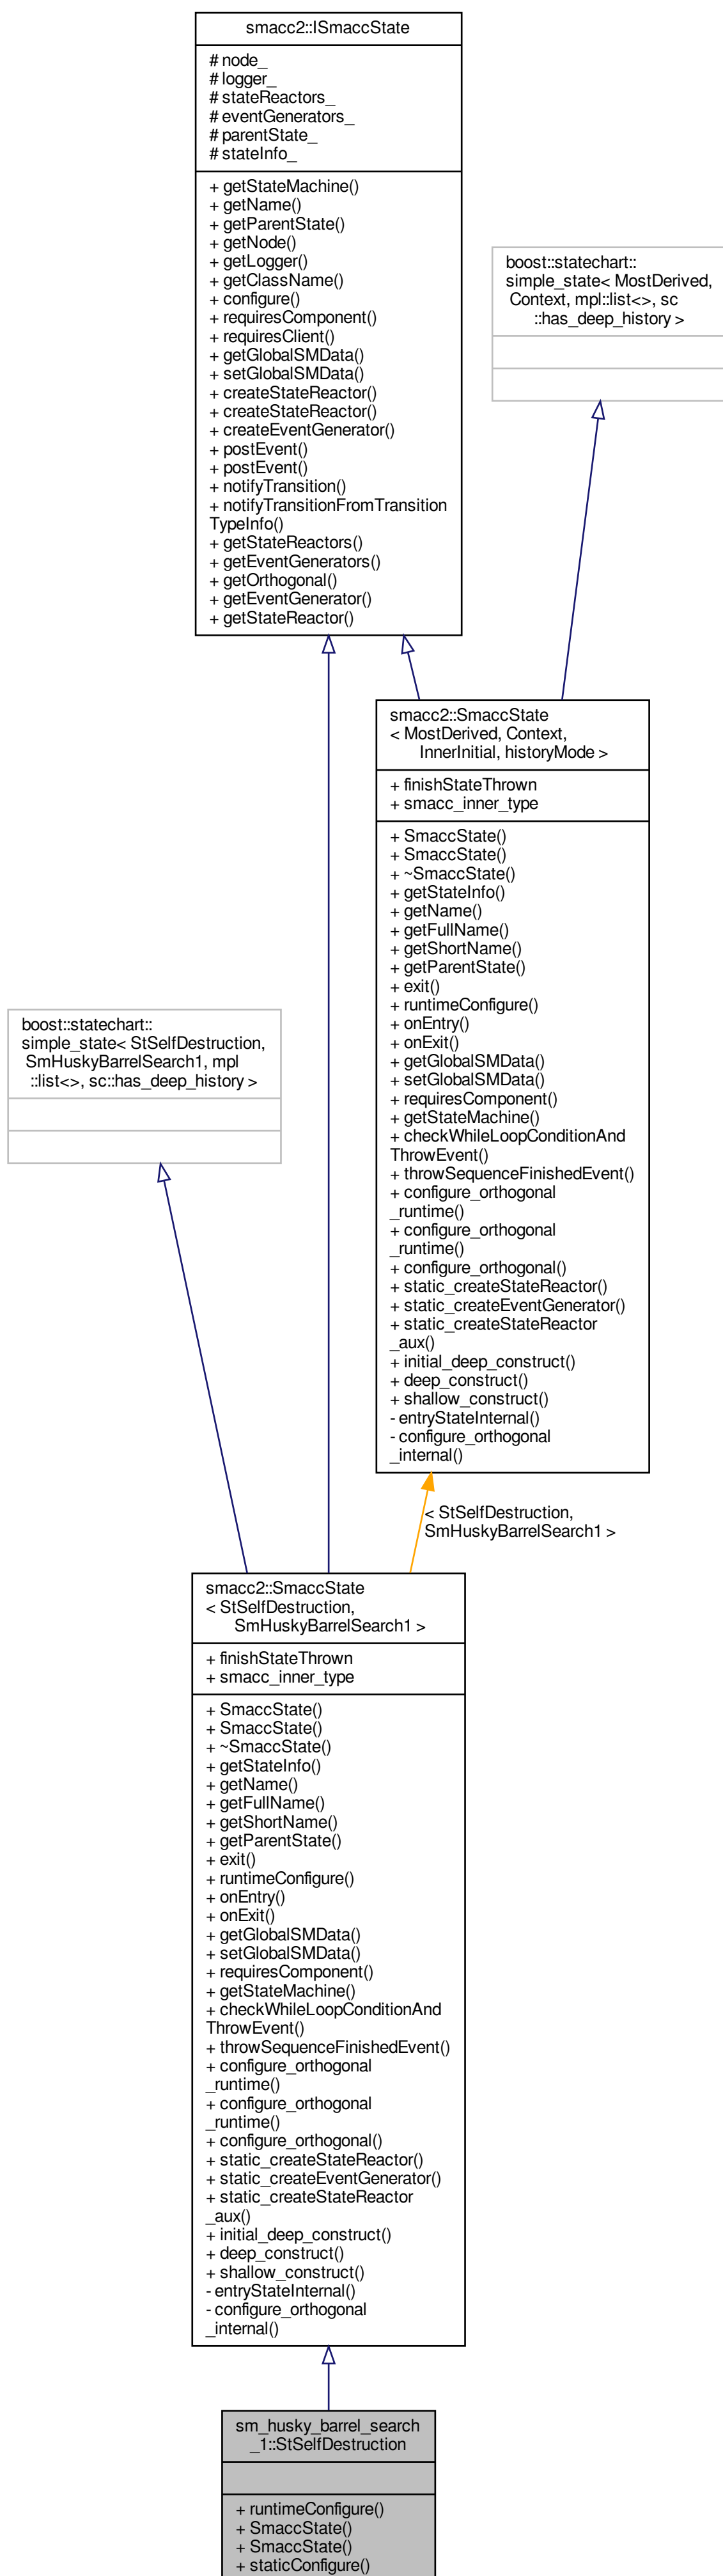 smacc2::ISmaccState
# node_
# logger_
# stateReactors_
# eventGenerators_
# parentState_
# stateInfo_
+ getStateMachine()
+ getName()
+ getParentState()
+ getNode()
+ getLogger()
+ getClassName()
+ configure()
+ requiresComponent()
+ requiresClient()
+ getGlobalSMData()
+ setGlobalSMData()
+ createStateReactor()
+ createStateReactor()
+ createEventGenerator()
+ postEvent()
+ postEvent()
+ notifyTransition()
+ notifyTransitionFromTransition
TypeInfo()
+ getStateReactors()
+ getEventGenerators()
+ getOrthogonal()
+ getEventGenerator()
+ getStateReactor()
boost::statechart::
simple_state< MostDerived,
Context, mpl::list<>, sc
::has_deep_history >
smacc2::SmaccState
< MostDerived, Context,
InnerInitial, historyMode >
+ finishStateThrown
+ smacc_inner_type
+ SmaccState()
+ SmaccState()
+ ~SmaccState()
+ getStateInfo()
+ getName()
+ getFullName()
+ getShortName()
+ getParentState()
+ exit()
+ runtimeConfigure()
+ onEntry()
+ onExit()
+ getGlobalSMData()
+ setGlobalSMData()
+ requiresComponent()
+ getStateMachine()
+ checkWhileLoopConditionAnd
ThrowEvent()
+ throwSequenceFinishedEvent()
+ configure_orthogonal
_runtime()
+ configure_orthogonal
_runtime()
+ configure_orthogonal()
+ static_createStateReactor()
+ static_createEventGenerator()
+ static_createStateReactor
_aux()
+ initial_deep_construct()
+ deep_construct()
+ shallow_construct()
- entryStateInternal()
- configure_orthogonal
_internal()
boost::statechart::
simple_state< StSelfDestruction,
SmHuskyBarrelSearch1, mpl
::list<>, sc::has_deep_history >
< StSelfDestruction,
SmHuskyBarrelSearch1 >
smacc2::SmaccState
< StSelfDestruction,
SmHuskyBarrelSearch1 >
+ finishStateThrown
+ smacc_inner_type
+ SmaccState()
+ SmaccState()
+ ~SmaccState()
+ getStateInfo()
+ getName()
+ getFullName()
+ getShortName()
+ getParentState()
+ exit()
+ runtimeConfigure()
+ onEntry()
+ onExit()
+ getGlobalSMData()
+ setGlobalSMData()
+ requiresComponent()
+ getStateMachine()
+ checkWhileLoopConditionAnd
ThrowEvent()
+ throwSequenceFinishedEvent()
+ configure_orthogonal
_runtime()
+ configure_orthogonal
_runtime()
+ configure_orthogonal()
+ static_createStateReactor()
+ static_createEventGenerator()
+ static_createStateReactor
_aux()
+ initial_deep_construct()
+ deep_construct()
+ shallow_construct()
- entryStateInternal()
- configure_orthogonal
_internal()
sm_husky_barrel_search
_1::StSelfDestruction
+ runtimeConfigure()
+ SmaccState()
+ SmaccState()
+ staticConfigure()